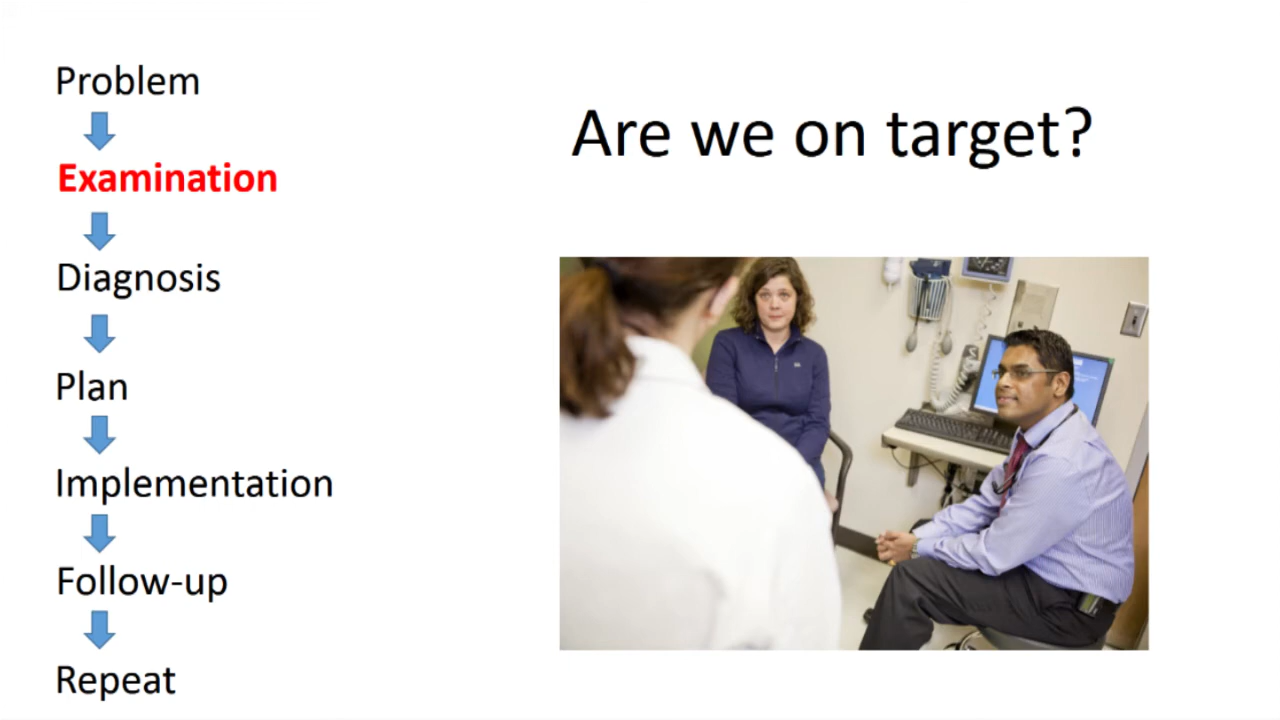 Problem
Examination
Diagnosis
Plan
Implementation
Follow-up
Repeat
Are we on target?